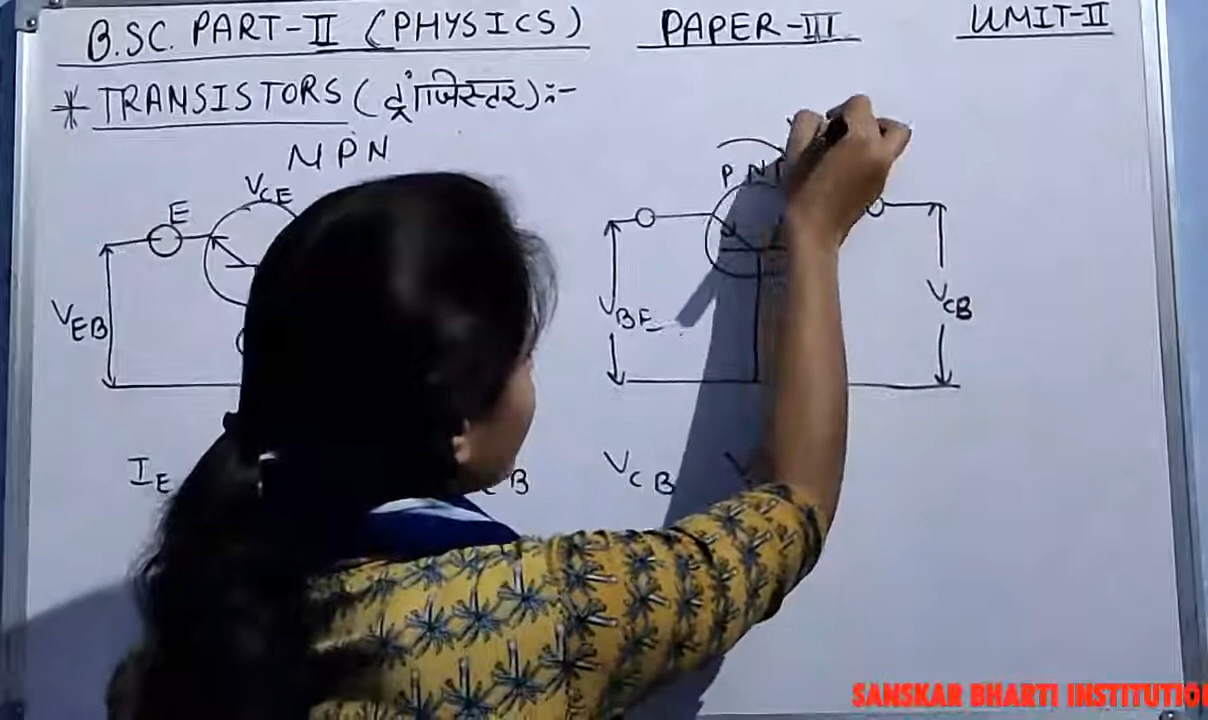 B.SC. PART-II (PHYSICS) PAPER-III UNIT-II
* TRANSISTORS (ट्रांजिस्टर):-
NPN
VCE
PN
E
VEB
VBE
VCB
IE
B
VCB
V
SANSKAR BHARTI INSTITUTIO